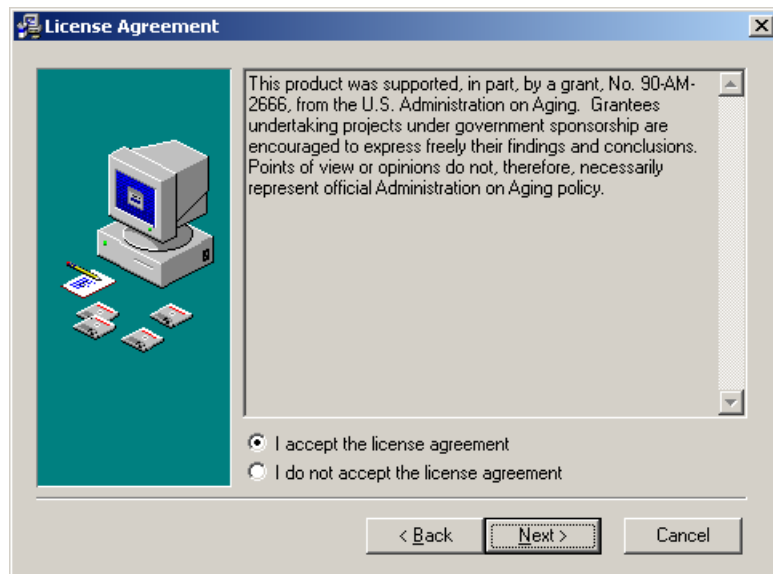 License Agreement
This product was supported, in part, by a grant, No. 90-AM-
2666, from the U.S. Administration on Aging.  Grantees
undertaking projects under government sponsorship are
encouraged to express freely their findings and conclusions.
Points of view or opinions do not, therefore, necessarily
represent official Administration on Aging policy.
I accept the license agreement
I do not accept the license agreement
< Back
Next >
Cancel